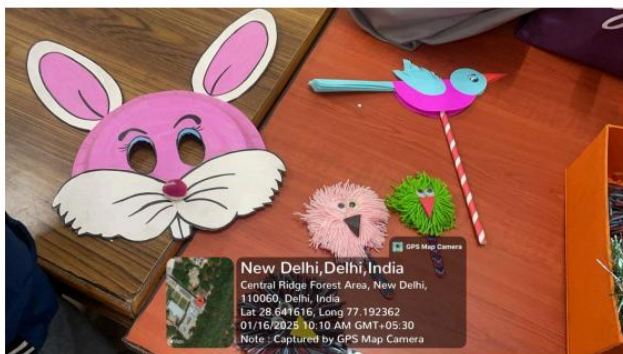 GPS Map Camera
New Delhi,Delhi,India
Central Ridge Forest Area, New Delhi,
110060, Delhi, India
Lat 28.641616, Long 77.192362
01/16/2025 10:10 AM GMT+05:30
Note : Captured by GPS Map Camera